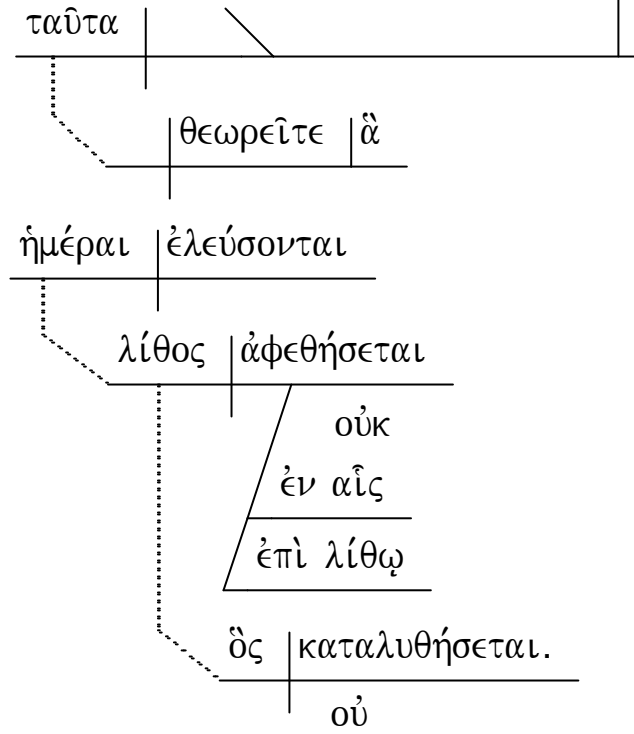 ταῦτα
θεωρεῖτε ἃ
ἡμέραι ἐλεύσονται
λίθος ἀφεθήσεται
οὐκ
ἐν αἷς
ἐπὶ λίθῳ
ὃς καταλυθήσεται.
οὐ